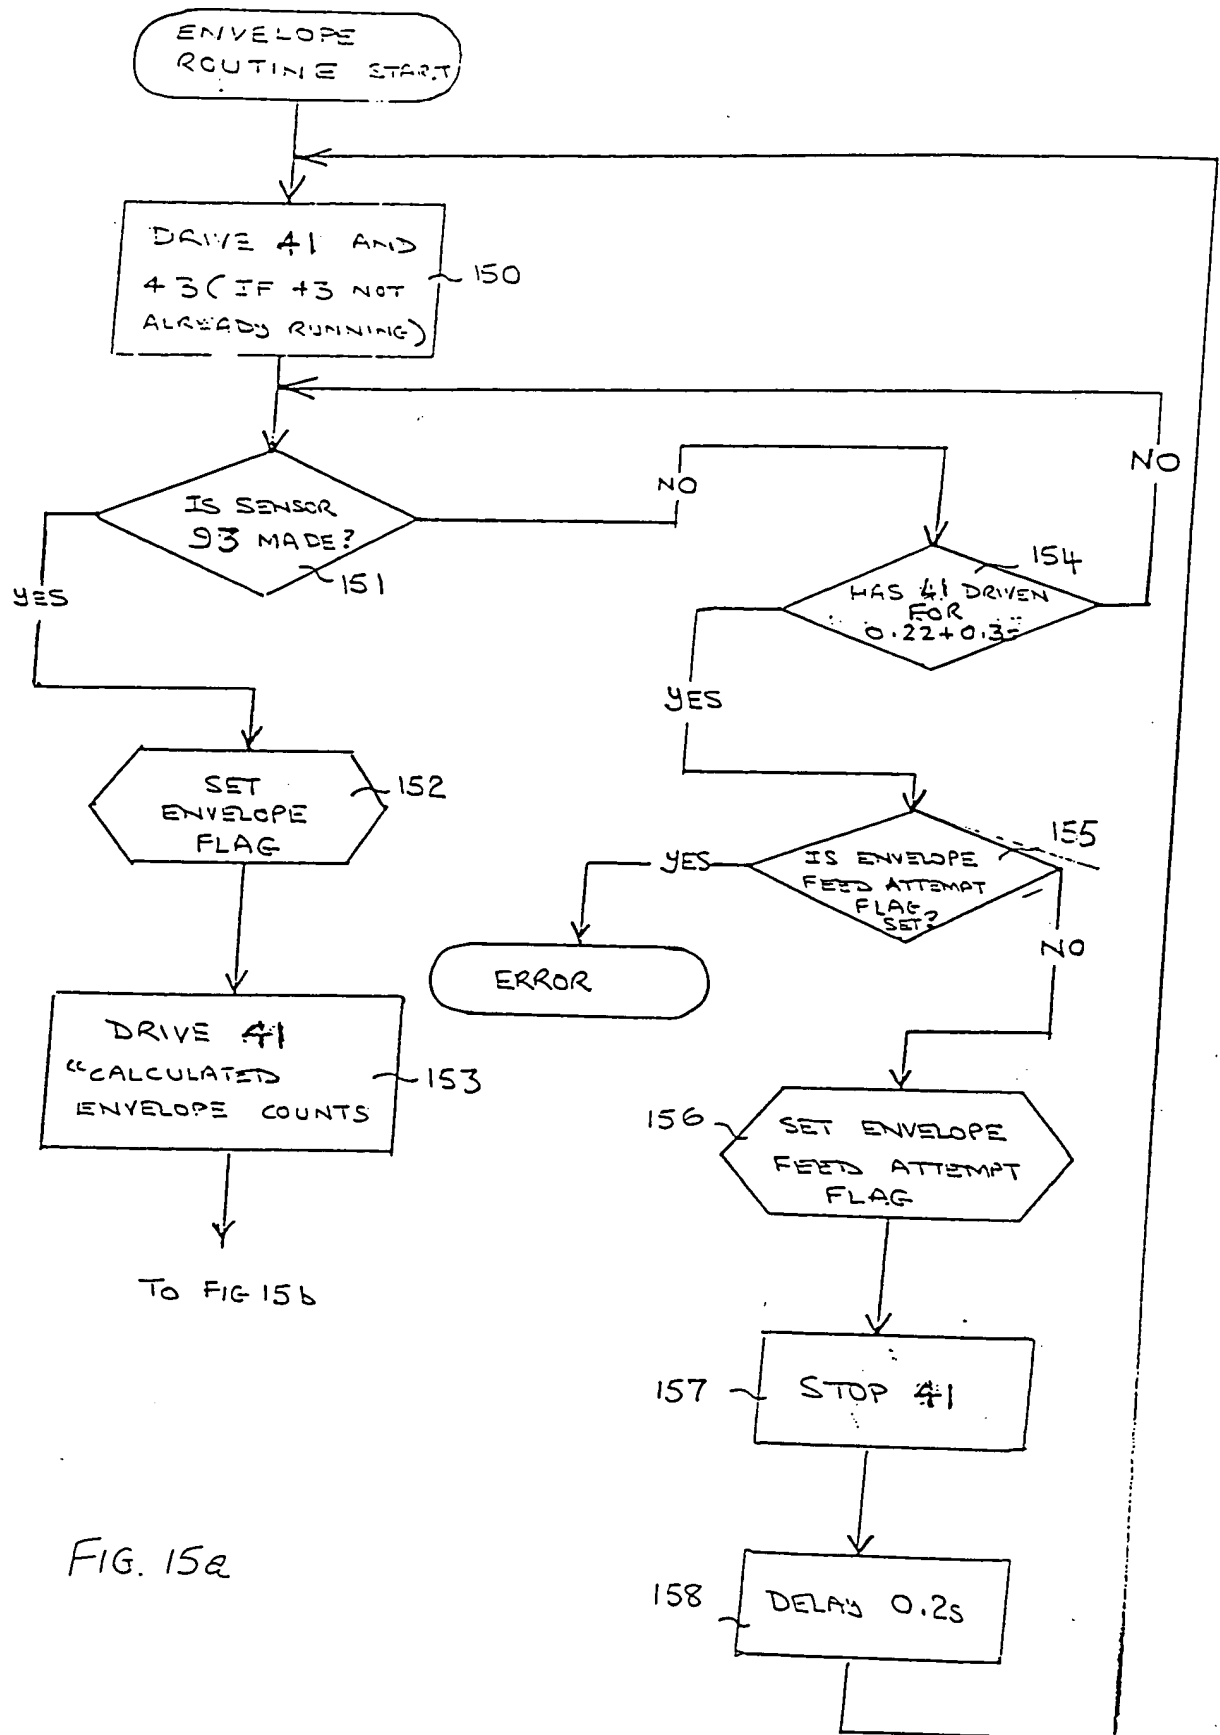 ENVELOPE
ROUTINE START
DRIVE 41 AND
43 (IF 43 NOT
ALREADY RUNNING)
150
IS SENSOR
93 MADE?
151
YES
NO
HAS 41 DRIVEN
FOR
0.22+0.3
154
NO
YES
SET
ENVELOPE
FLAG
152
IS ENVELOPE
FEED ATTEMPT
FLAG
SET?
155
YES
NO
ERROR
DRIVE 41
"CALCULATED
ENVELOPE COUNTS
153
156
SET ENVELOPE
FEED ATTEMPT
FLAG
TO FIG 15b
157
STOP 41
158
DELAY 0.2s
FIG. 15a